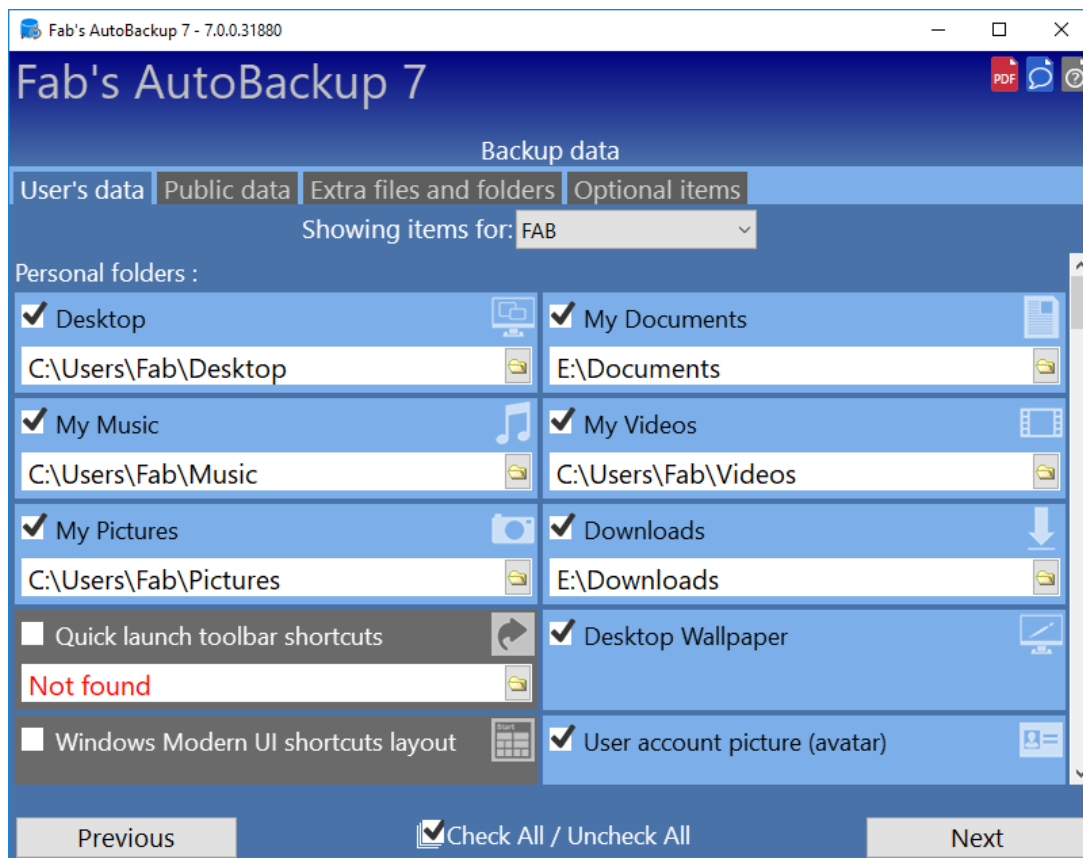 Fab's AutoBackup 7 - 7.0.0.31880
Fab's AutoBackup 7
PDF
?
Backup data
User's data Public data Extra files and folders Optional items
Showing items for: FAB
Personal folders :
Desktop
My Documents
C:\Users\Fab\Desktop
E:\Documents
My Music
My Videos
C:\Users\Fab\Music
C:\Users\Fab\Videos
My Pictures
Downloads
C:\Users\Fab\Pictures
E:\Downloads
Quick launch toolbar shortcuts
Desktop Wallpaper
Not found
Windows Modern UI shortcuts layout
Start
User account picture (avatar)
Previous
Check All / Uncheck All
Next